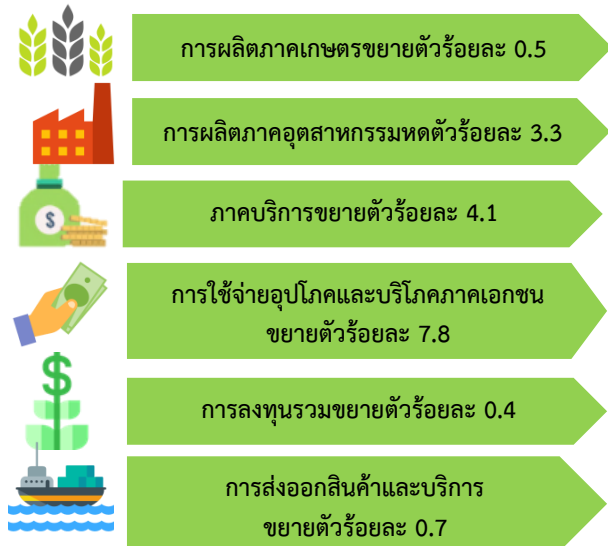 การผลิตภาคเกษตรขยายตัวร้อยละ 0.5
การผลิตภาคอุตสาหกรรมหดตัวร้อยละ 3.3
$
ภาคบริการขยายตัวร้อยละ 4.1
การใช้จ่ายอุปโภคและบริโภคภาคเอกชน
ขยายตัวร้อยละ 7.8
$
การลงทุนรวมขยายตัวร้อยละ 0.4
การส่งออกสินค้าและบริการ
ขยายตัวร้อยละ 0.7